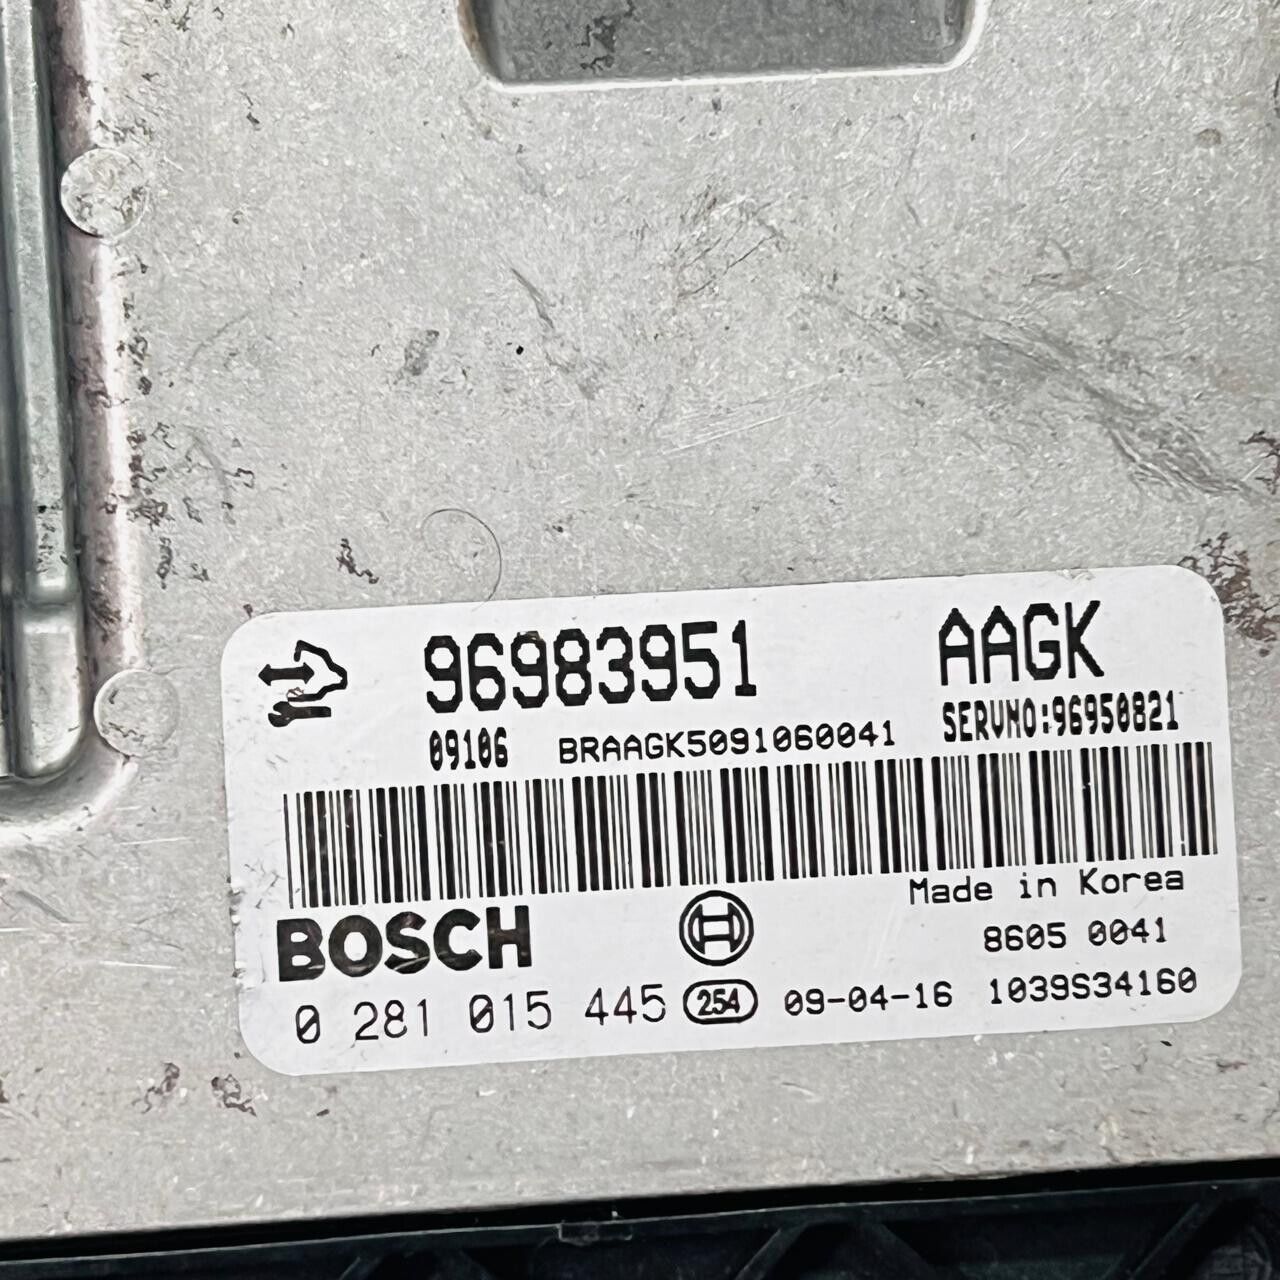 96983951 AAGK
09106 BRAAGK5091060041 SERVNO:96950821
Made in Korea
BOSCH
8605 0041
0 281 015 445 254 09-04-16 1039S34160